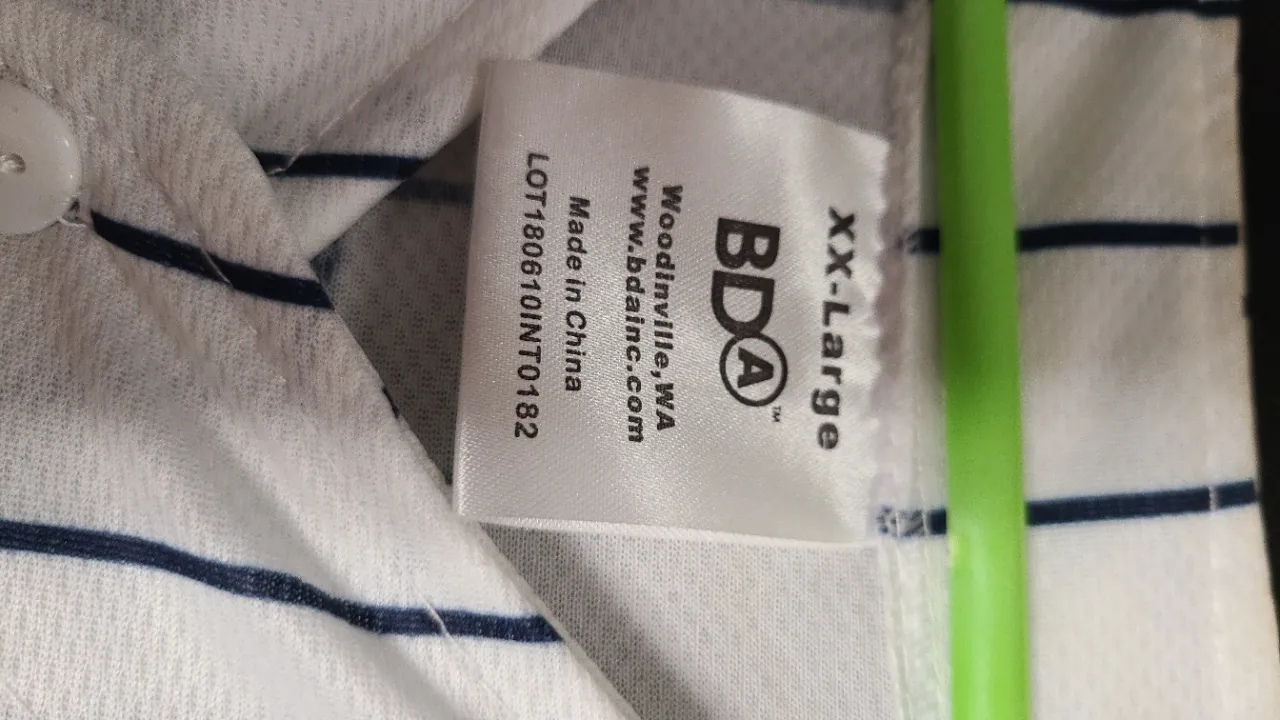 XX-Large
BDA™
Woodinville,WA
www.bdainc.com
Made in China
LOT180610INT0182